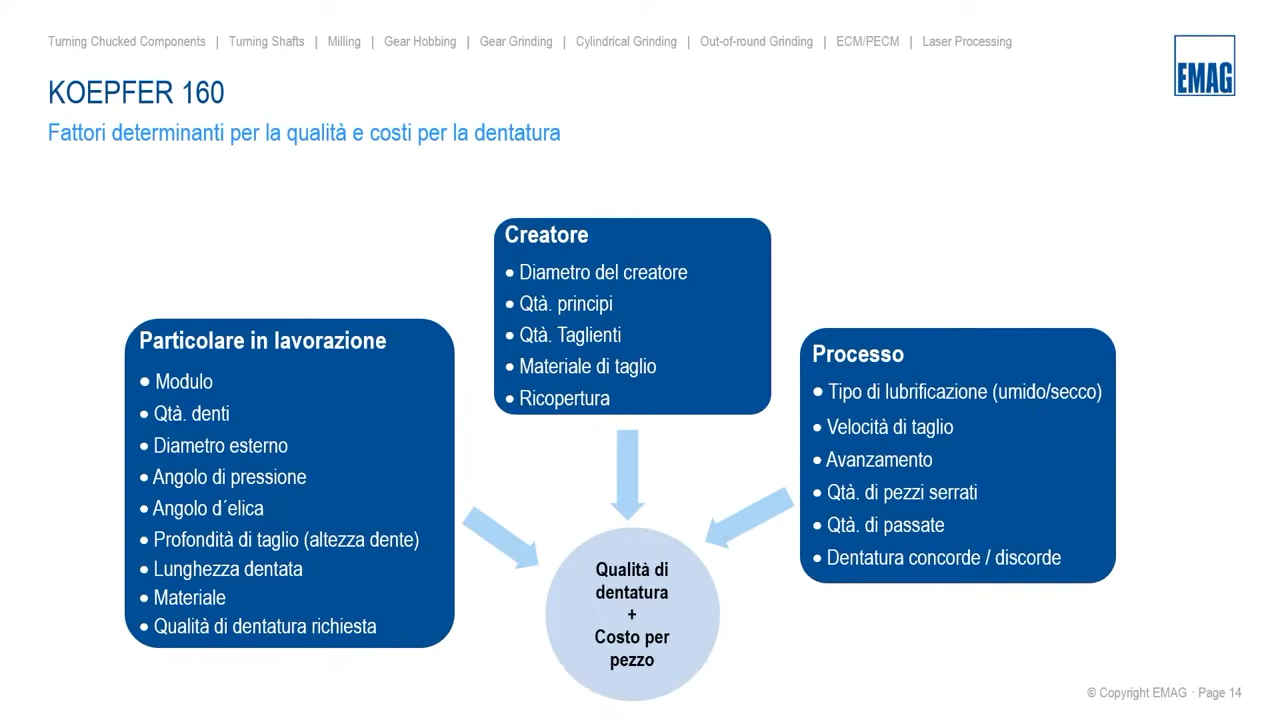 Turning Chucked Components | Turning Shafts | Milling | Gear Hobbing | Gear Grinding | Cylindrical Grinding | Out-of-round Grinding | ECM/PECM | Laser Processing
EMAG
KOEPFER 160
Fattori determinanti per la qualità e costi per la dentatura
Particolare in lavorazione
• Modulo
• Qtà. denti
• Diametro esterno
• Angolo di pressione
• Angolo d´elica
• Profondità di taglio (altezza dente)
• Lunghezza dentata
• Materiale
• Qualità di dentatura richiesta
Creatore
• Diametro del creatore
• Qtà. principi
• Qtà. Taglienti
• Materiale di taglio
• Ricopertura
Processo
• Tipo di lubrificazione (umido/secco)
• Velocità di taglio
• Avanzamento
• Qtà. di pezzi serrati
• Qtà. di passate
• Dentatura concorde / discorde
Qualità di
dentatura
+
Costo per
pezzo
© Copyright EMAG · Page 14